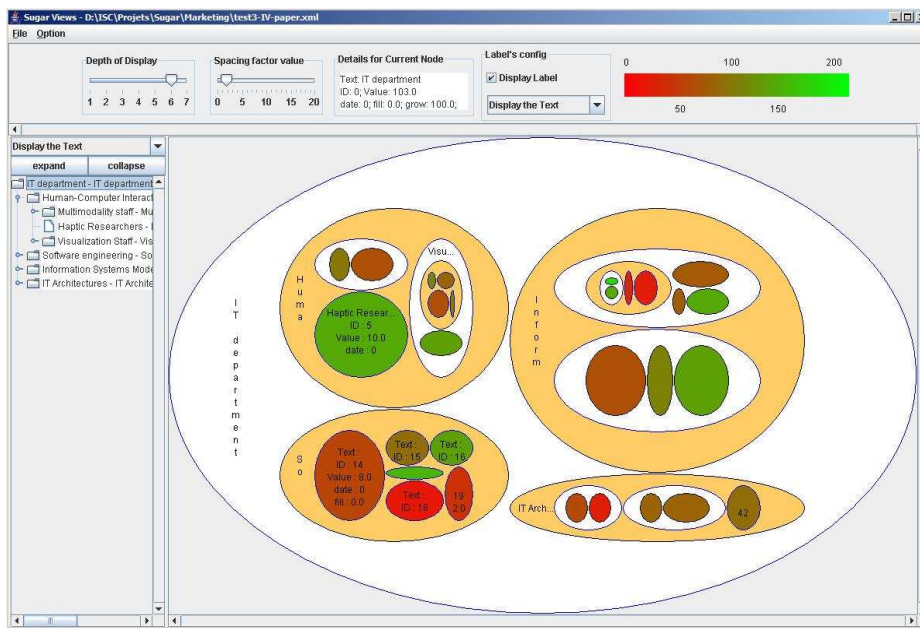 Sugar Views - D:\ISC\Projets\Sugar\Marketing\test3-IV-paper.xml
File Option
Depth of Display
1 2 3 4 5 6 7
Spacing factor value
0 5 10 15 20
Details for Current Node
Text: IT department
ID: 0; Value: 103.0
date: 0; fill: 0.0; grow: 100.0;
Label's config
Display Label
Display the Text
0 100 200
50 150
Display the Text
expand collapse
IT department - IT department
Human-Computer Interact
Multimodality staff - Mu
Haptic Researchers - 
Visualization Staff - Vis
Software engineering - So
Information Systems Mode
IT Architectures - IT Archite
IT department
Huma
Visu...
Haptic Resear...
ID : 5
Value : 10.0
date : 0
Inform
So
Text :
ID : 14
Value : 8.0
date : 0
fill : 0.0
Text :
ID : 15
Text :
ID : 16
Text :
ID : 18
19
2.0
IT Arch...
42